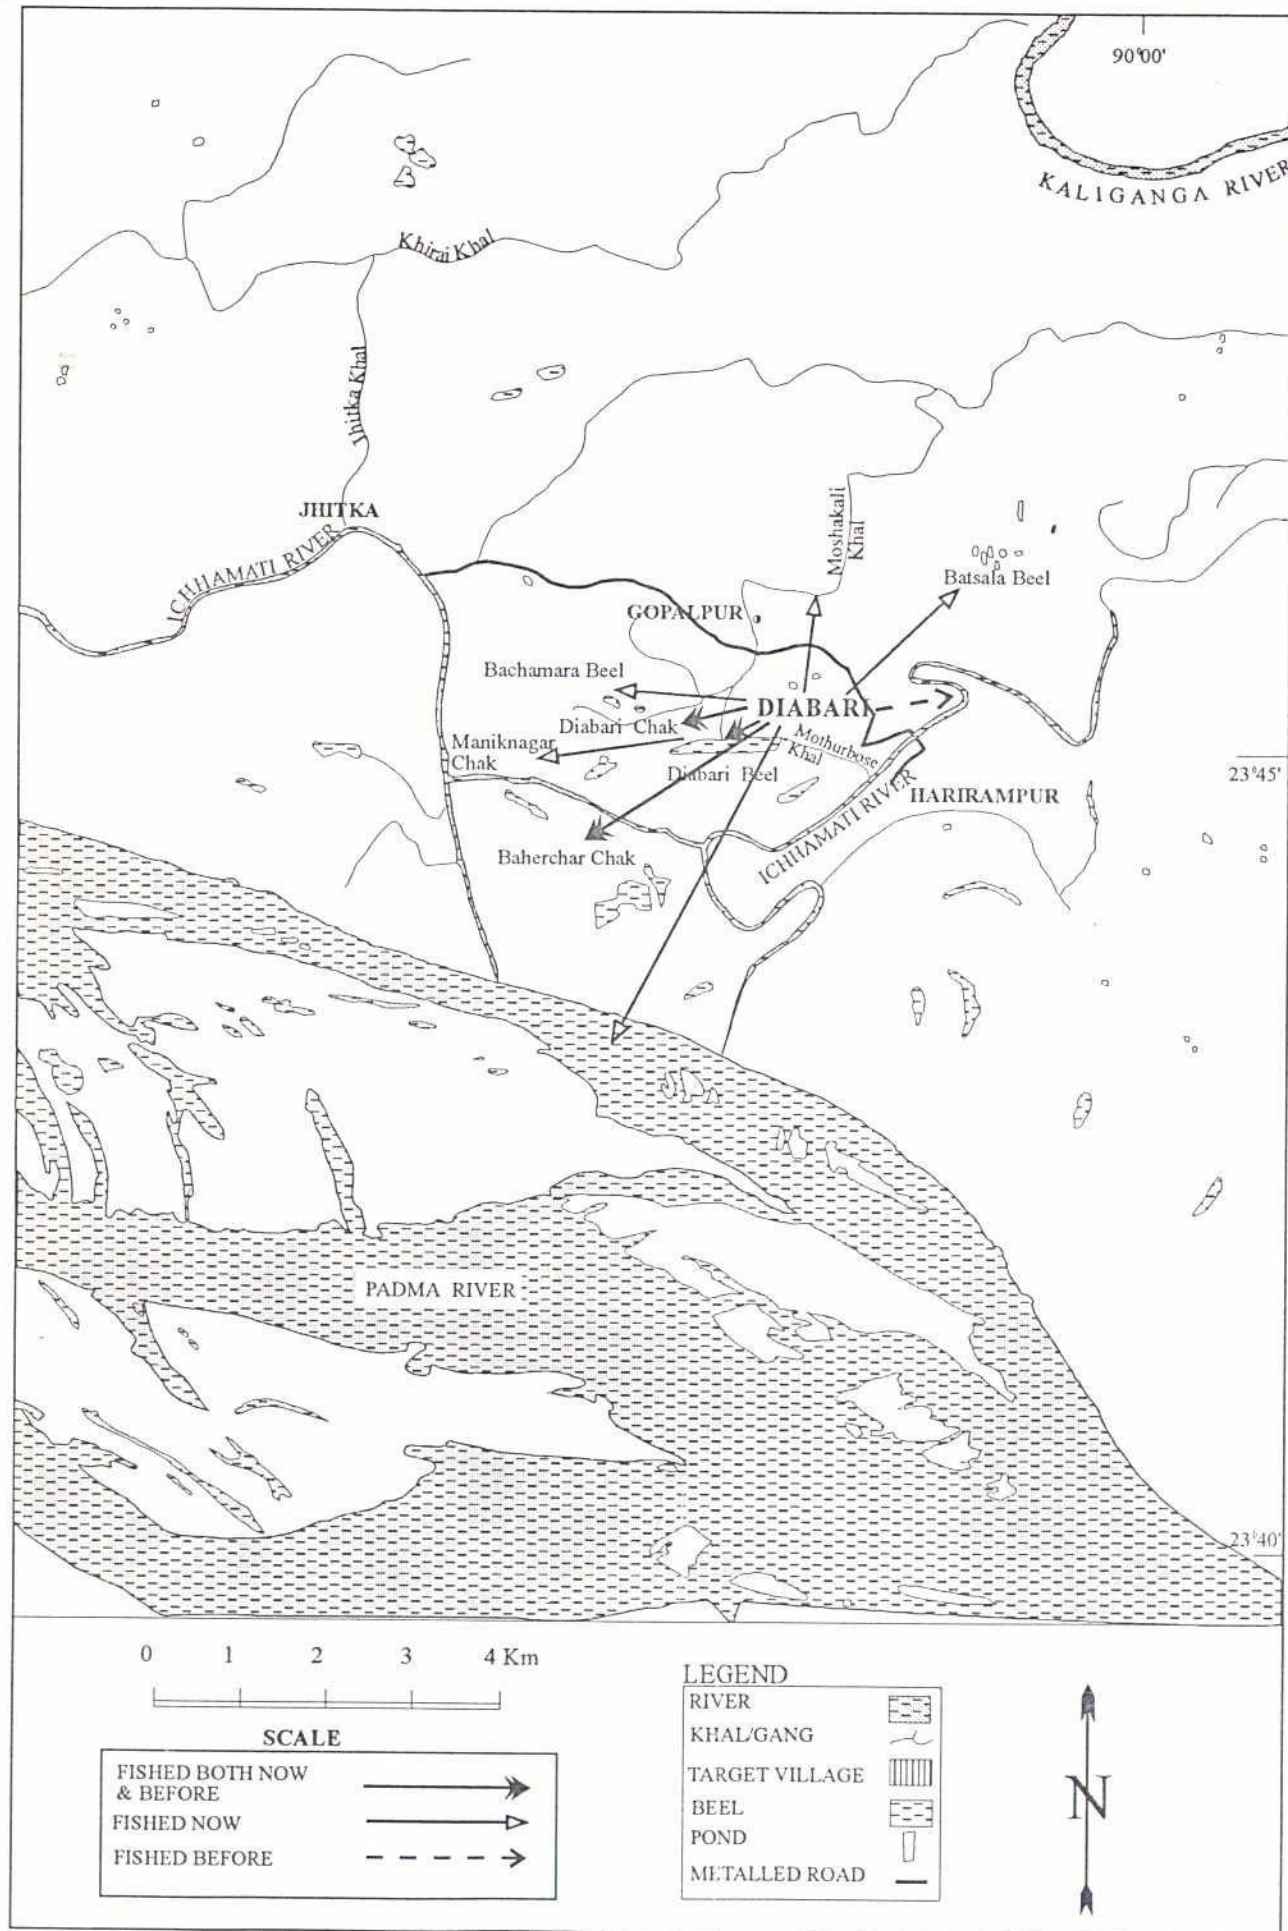 90°00'
KALIGANGA RIVER
Khirai Khal
Jhitka Khal
JHITKA
ICHHAMATI RIVER
Moshakali
Khal
Batsala Beel
GOPALPUR
Bachamara Beel
DIABARI
Diabari Chak
Maniknagar
Chak
Mothurbose
Khal
Diabari Beel
23°45'
HARIRAMPUR
ICHHAMATI RIVER
Baherchar Chak
PADMA RIVER
23°40'
0 1 2 3 4 Km
SCALE
FISHED BOTH NOW
& BEFORE
FISHED NOW
FISHED BEFORE
LEGEND
RIVER
KHAL/GANG
TARGET VILLAGE
BEEL
POND
METALLED ROAD
N